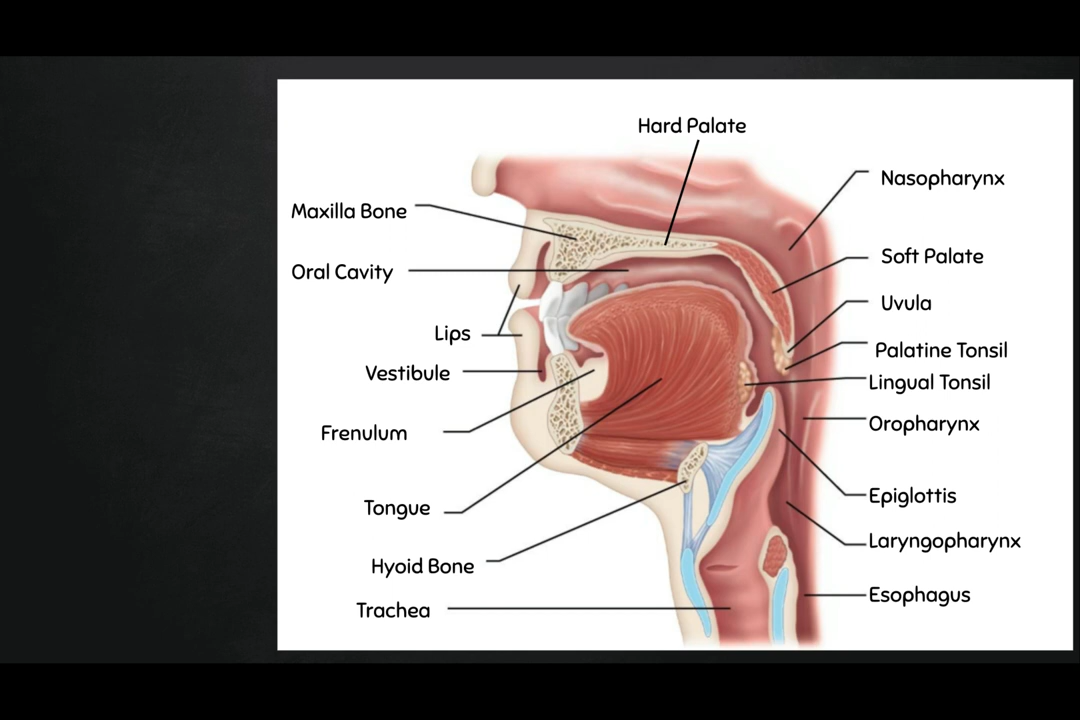 Hard Palate
Nasopharynx
Maxilla Bone
Soft Palate
Oral Cavity
Uvula
Lips
Palatine Tonsil
Vestibule
Lingual Tonsil
Oropharynx
Frenulum
Epiglottis
Tongue
Laryngopharynx
Hyoid Bone
Esophagus
Trachea